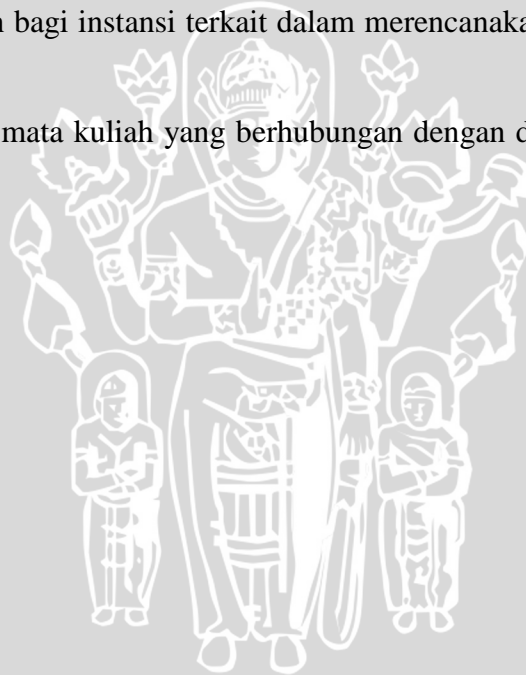 bagi instansi terkait dalam merencanaka
mata kuliah yang berhubungan dengan d